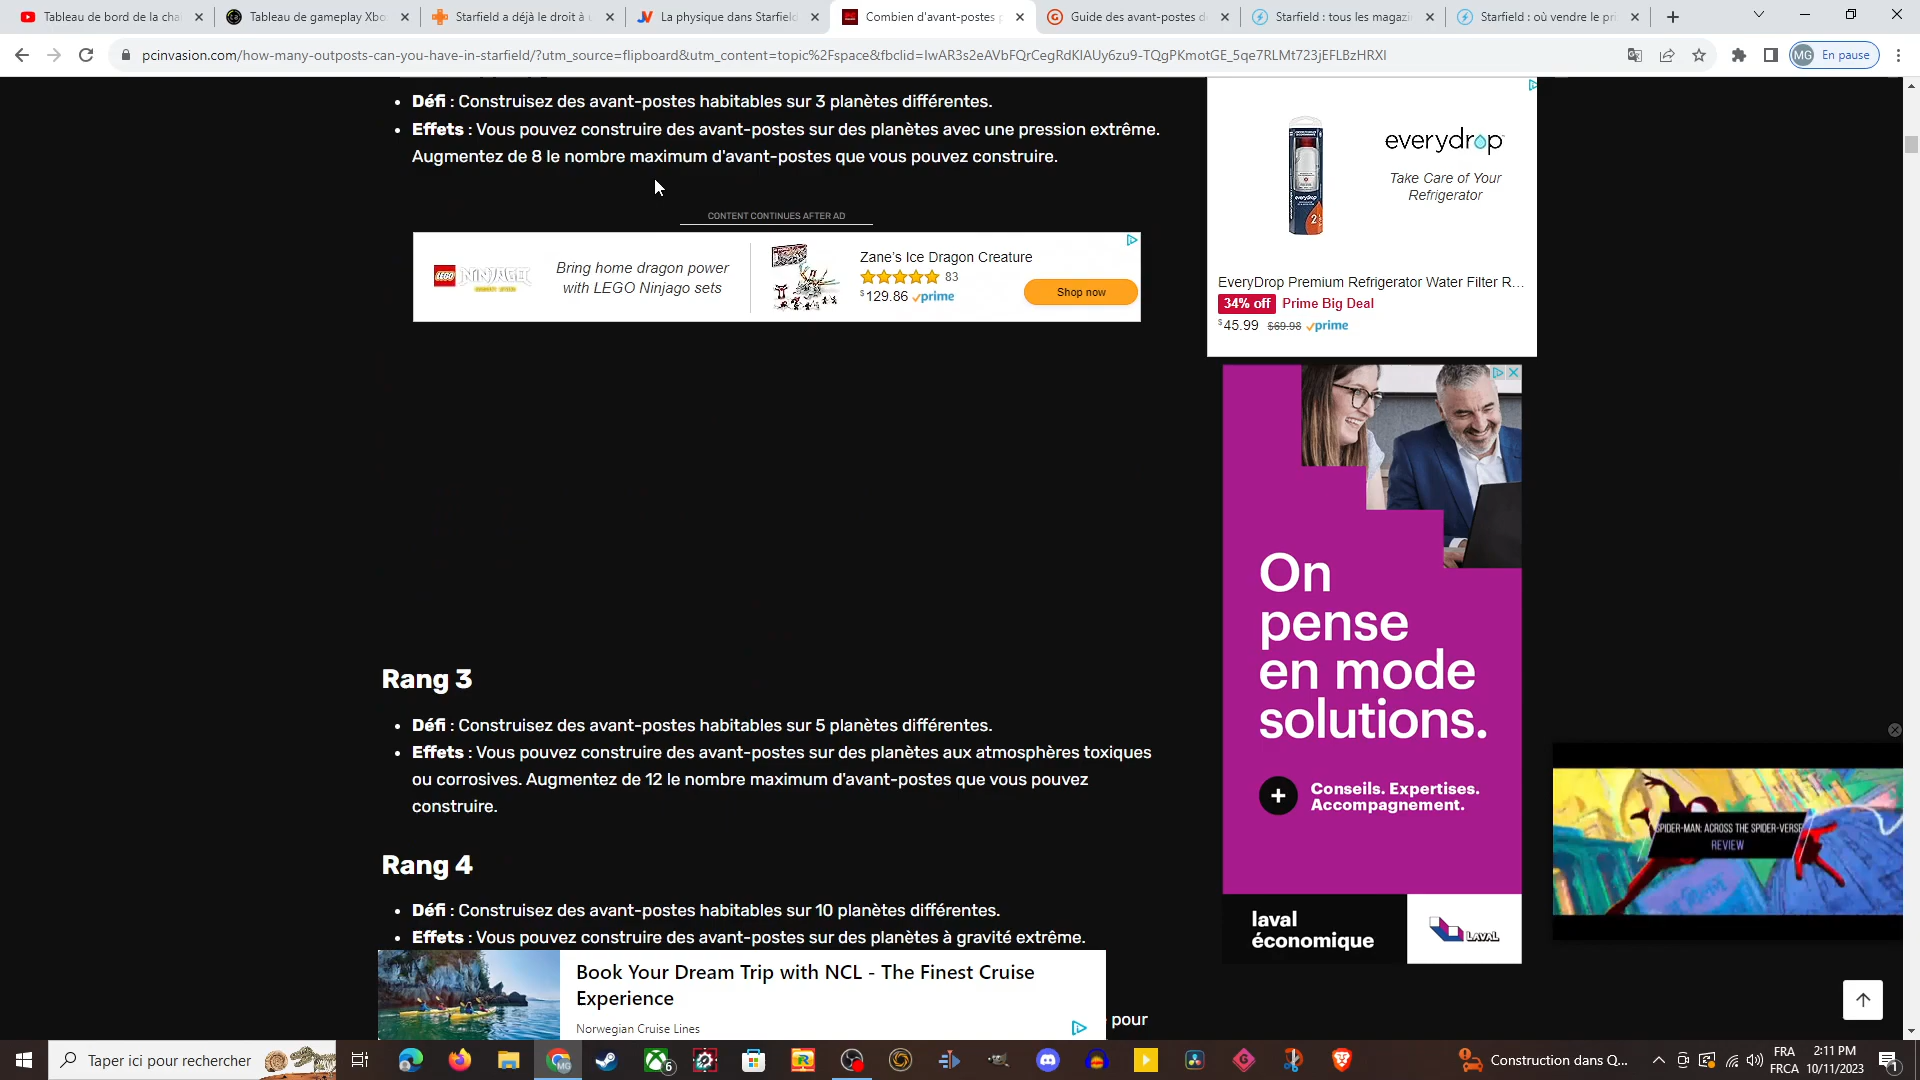 Tableau de bord de la cha
Tableau de gameplay Xbo
Starfield a déjà le droit à u
La physique dans Starfield
Combien d'avant-postes p
Guide des avant-postes d
Starfield : tous les magazi
Starfield : où vendre le pr
pcinvasion.com/how-many-outposts-can-you-have-in-starfield/?utm_source=flipboard&utm_content=topic%2Fspace&fbclid=IwAR3s2eAVbFQrCegRdKIAUy6zu9-TQgPKmotGE_5qe7RLMt723jEFLBzHRXI
MG
En pause
• Défi : Construisez des avant-postes habitables sur 3 planètes différentes.
• Effets : Vous pouvez construire des avant-postes sur des planètes avec une pression extrême.
Augmentez de 8 le nombre maximum d'avant-postes que vous pouvez construire.
CONTENT CONTINUES AFTER AD
LEGO
NINJAGO
Bring home dragon power
with LEGO Ninjago sets
Zane's Ice Dragon Creature
83
$129.86 prime
Shop now
everydrop
Take Care of Your
Refrigerator
2
EveryDrop Premium Refrigerator Water Filter R...
34% off Prime Big Deal
$45.99 $69.98 prime
Rang 3
• Défi : Construisez des avant-postes habitables sur 5 planètes différentes.
• Effets : Vous pouvez construire des avant-postes sur des planètes aux atmosphères toxiques
ou corrosives. Augmentez de 12 le nombre maximum d'avant-postes que vous pouvez
construire.
Rang 4
• Défi : Construisez des avant-postes habitables sur 10 planètes différentes.
• Effets : Vous pouvez construire des avant-postes sur des planètes à gravité extrême.
pour
On
pense
en mode
solutions.
+
Conseils. Expertises.
Accompagnement.
laval
économique
LAVAL
SPIDER-MAN: ACROSS THE SPIDER-VERSE
REVIEW
Book Your Dream Trip with NCL - The Finest Cruise
Experience
Norwegian Cruise Lines
Taper ici pour rechercher
MG
6
Construction dans Q...
FRA
FRCA
2:11 PM
10/11/2023
1